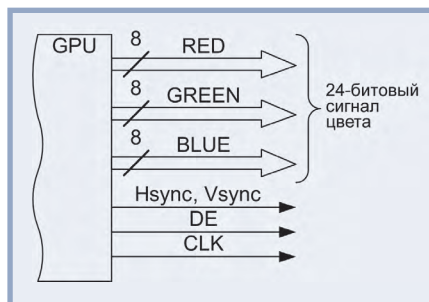 GPU
8
RED
8
GREEN
8
BLUE
24-битовый
сигнал
цвета
Hsync, Vsync
DE
CLK